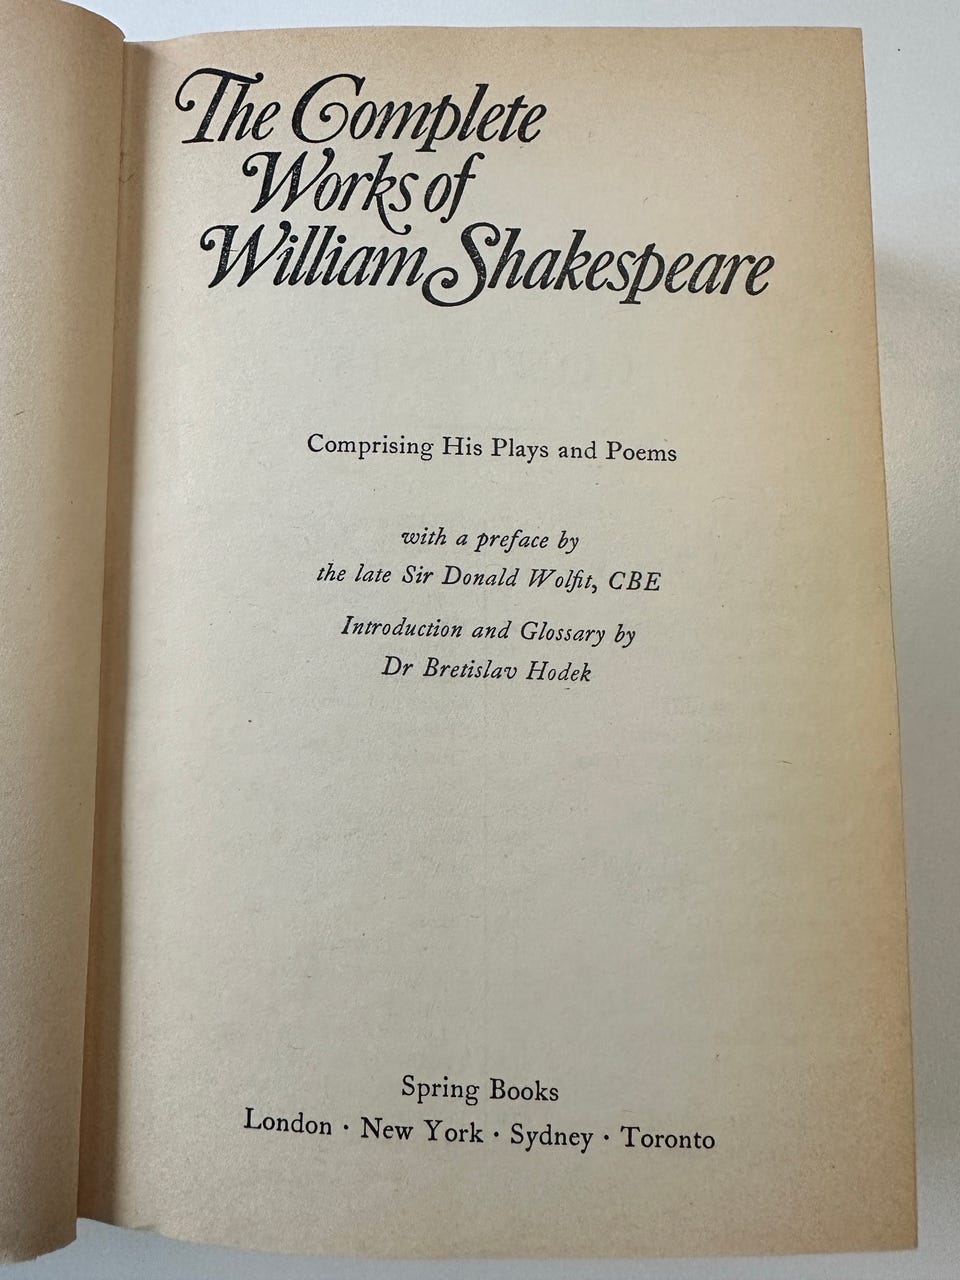 The Complete
Works of
William Shakespeare
Comprising His Plays and Poems
with a preface by
the late Sir Donald Wolfit, CBE
Introduction and Glossary by
Dr Bretislav Hodek
Spring Books
London · New York · Sydney · Toronto